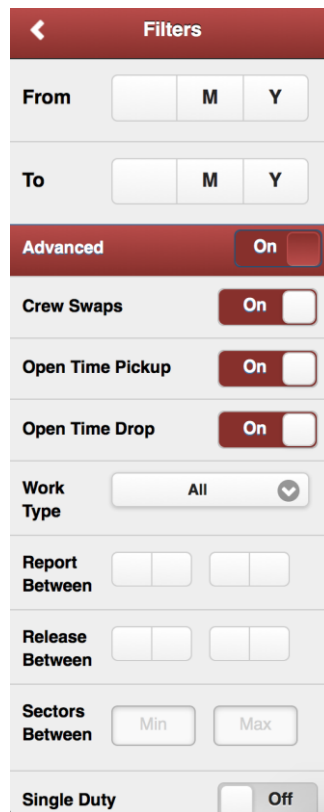 Filters
From M Y
To M Y
Advanced On
Crew Swaps On
Open Time Pickup On
Open Time Drop On
Work
Type
All
Report
Between
Release
Between
Sectors
Between
Min Max
Single Duty Off